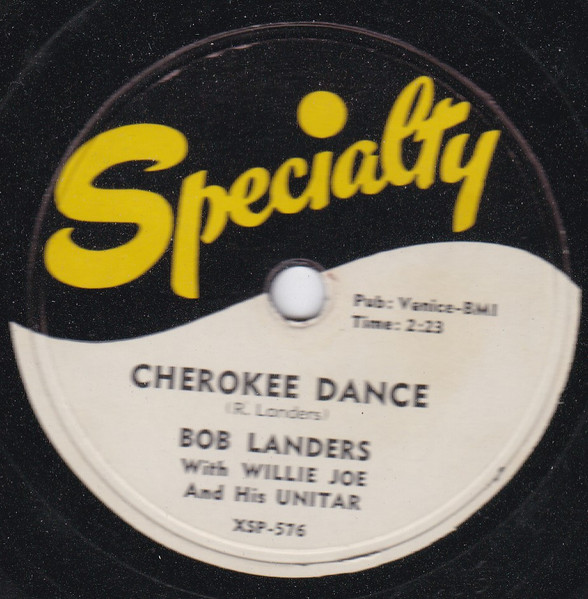 Specialty
Pub: Venice-BMI
Time: 2:23
CHEROKEE DANCE
(R. Landers)
BOB LANDERS
With WILLIE JOE
And His UNITAR
XSP-576